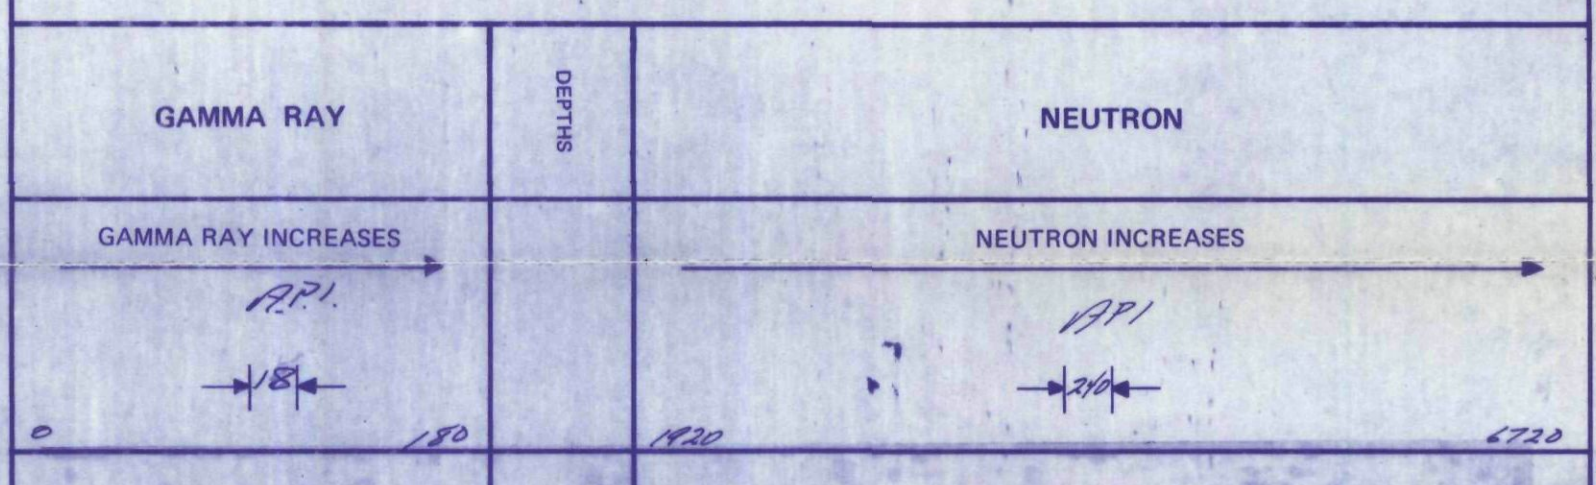 GAMMA RAY
DEPTHS
NEUTRON
GAMMA RAY INCREASES
NEUTRON INCREASES
A.P.I.
API
18
240
0
180
1920
6720